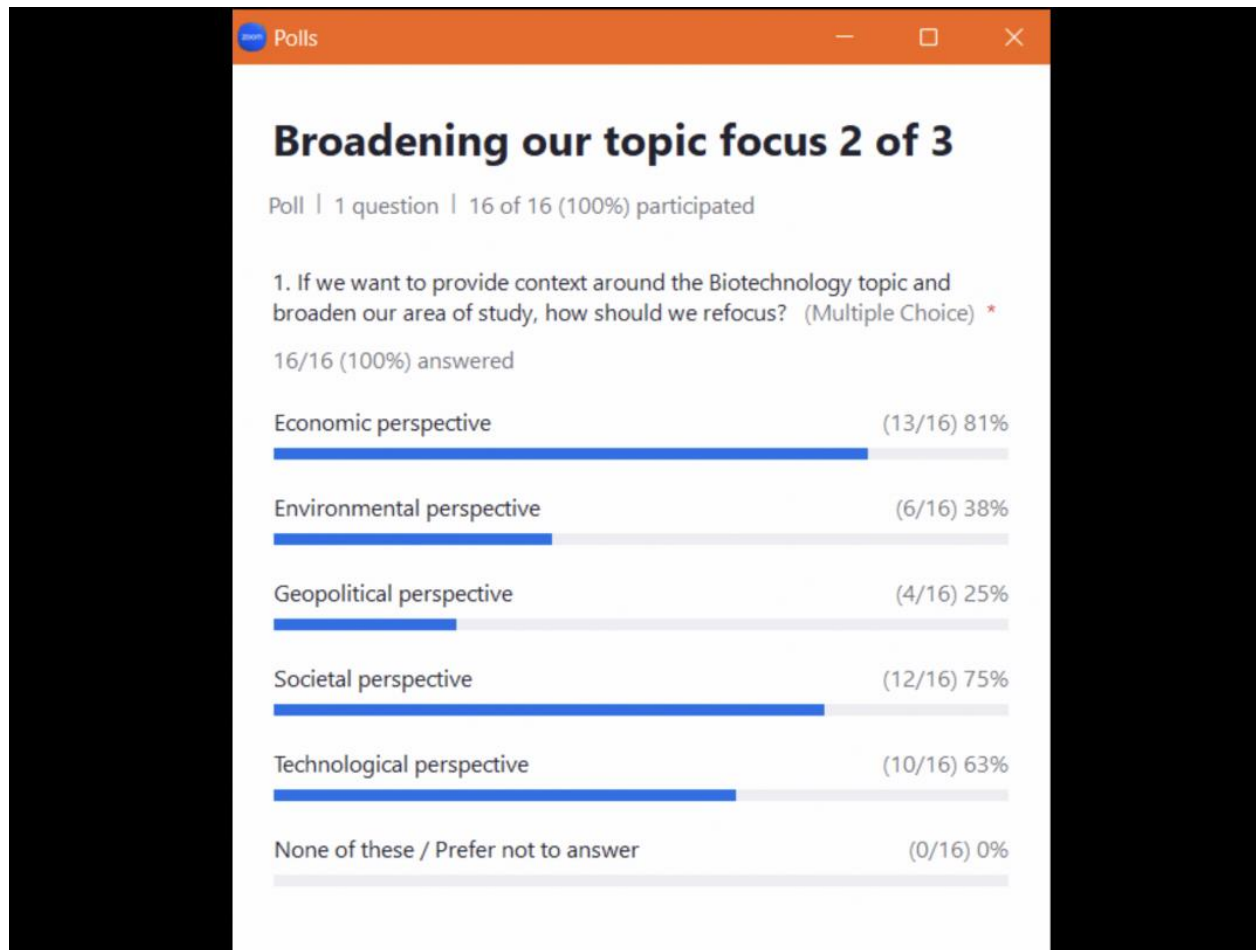 zoom Polls
Broadening our topic focus 2 of 3
Poll | 1 question | 16 of 16 (100%) participated
1. If we want to provide context around the Biotechnology topic and
broaden our area of study, how should we refocus? (Multiple Choice) *
16/16 (100%) answered
Economic perspective (13/16) 81%
Environmental perspective (6/16) 38%
Geopolitical perspective (4/16) 25%
Societal perspective (12/16) 75%
Technological perspective (10/16) 63%
None of these / Prefer not to answer (0/16) 0%